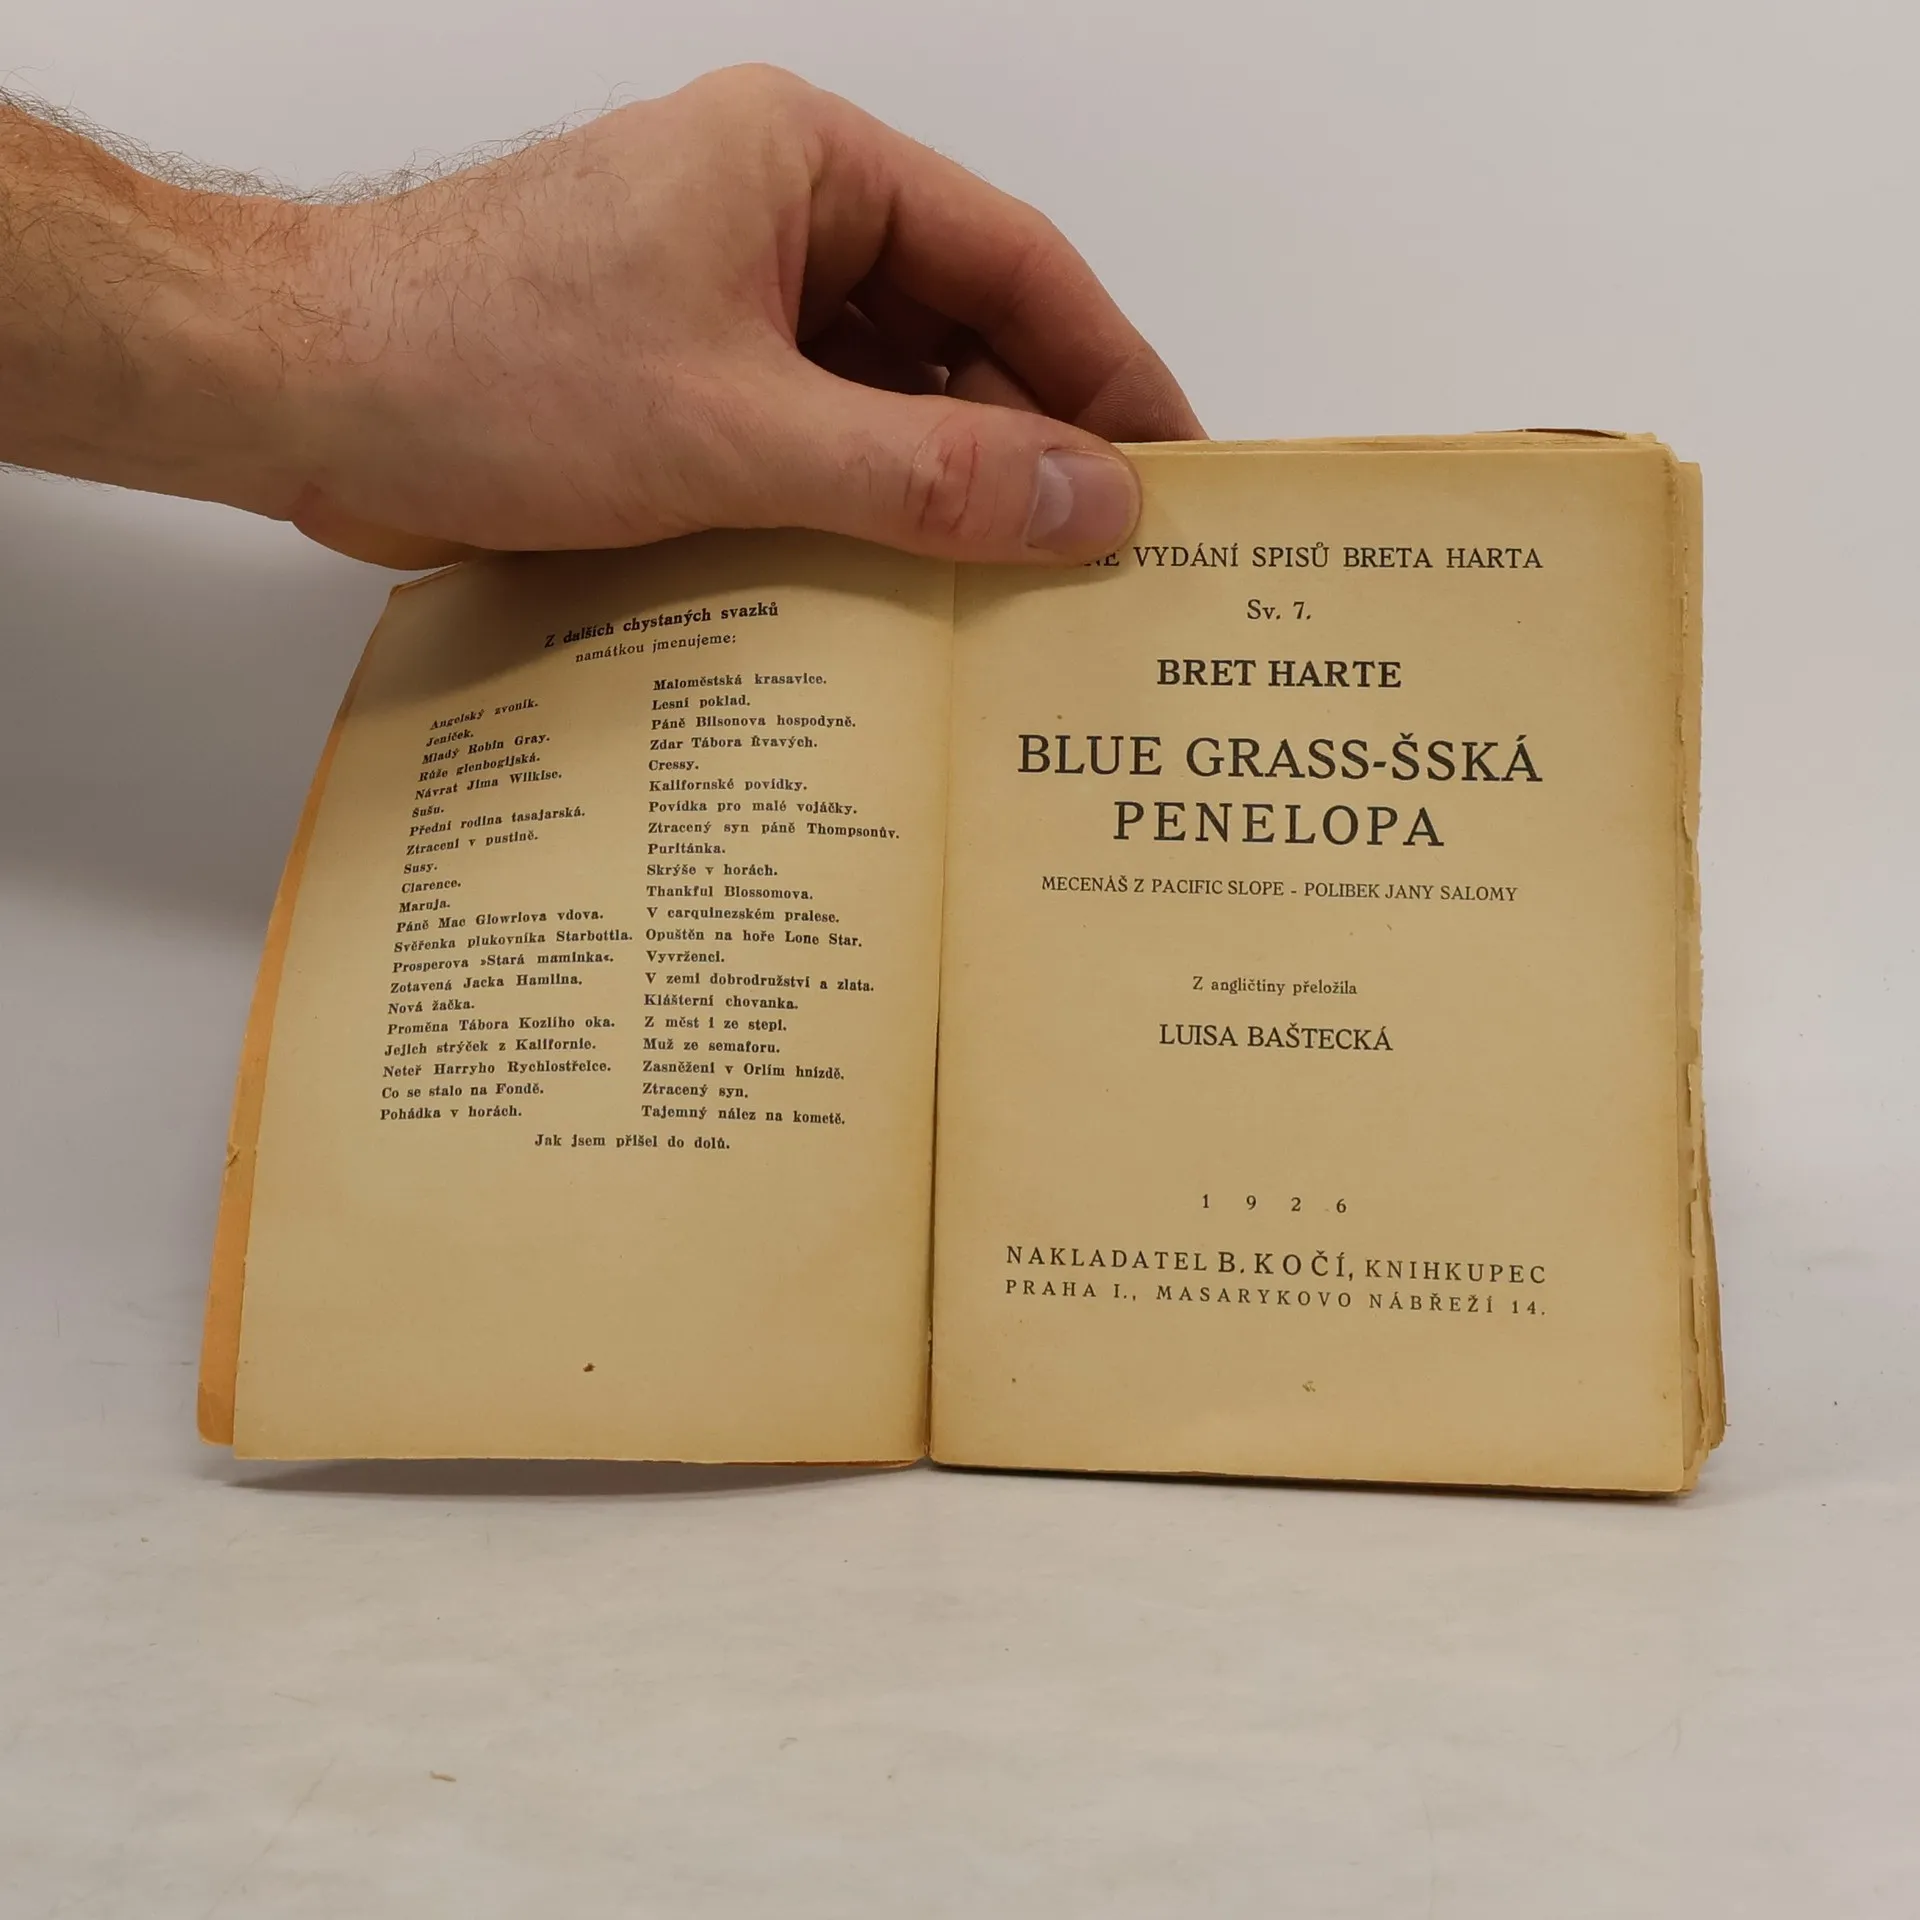 Z dalších chystaných svazků
namátkou jmenujeme:
Angelský zvoník.
Jeníček.
Mladý Robin Gray.
Růže glenbogijská.
Návrat Jima Wilkise.
Šušu.
Přední rodina tasajarská.
Ztraceni v pustině.
Susy.
Clarence.
Maruja.
Páně Mac Glowrlova vdova.
Svěřenka plukovníka Starbottla.
Prosperova »Stará maminka«.
Zotavená Jacka Hamlina.
Nová žačka.
Proměna Tábora Kozlího oka.
Jejich strýček z Kalifornie.
Neteř Harryho Rychlostřelce.
Co se stalo na Fondě.
Pohádka v horách.
Maloměstská krasavice.
Lesní poklad.
Páně Bilsonova hospodyně.
Zdar Tábora Řvavých.
Cressy.
Kalifornské povídky.
Povídka pro malé vojáčky.
Ztracený syn páně Thompsonův.
Puritánka.
Skrýše v horách.
Thankful Blossomova.
V carquinezském pralese.
Opuštěn na hoře Lone Star.
Vyvrženci.
V zemi dobrodružství a zlata.
Klášterní chovanka.
Z měst i ze stepi.
Muž ze semaforu.
Zasněženi v Orlím hnízdě.
Ztracený syn.
Tajemný nález na kometě.
Jak jsem přišel do dolů.
VYDÁNÍ SPISŮ BRETA HARTA
Sv. 7.
BRET HARTE
BLUE GRASS-ŠSKÁ
PENELOPA
MECENÁŠ Z PACIFIC SLOPE - POLIBEK JANY SALOMY
Z angličtiny přeložila
LUISA BAŠTECKÁ
1926
NAKLADATEL B. KOČÍ, KNIHKUPEC
PRAHA I., MASARYKOVO NÁBŘEŽÍ 14.